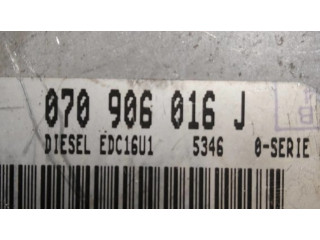 070 906 016 J
DIESEL EDC16U1 5346 0-SERIE